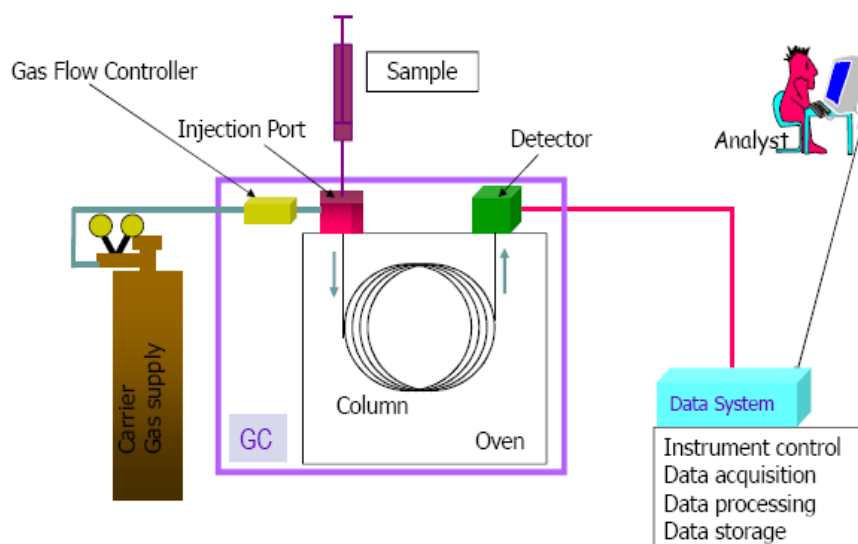 Gas Flow Controller
Sample
Injection Port
Detector
Analyst
Carrier
Gas supply
Column
GC
Oven
Data System
Instrument control
Data acquisition
Data processing
Data storage